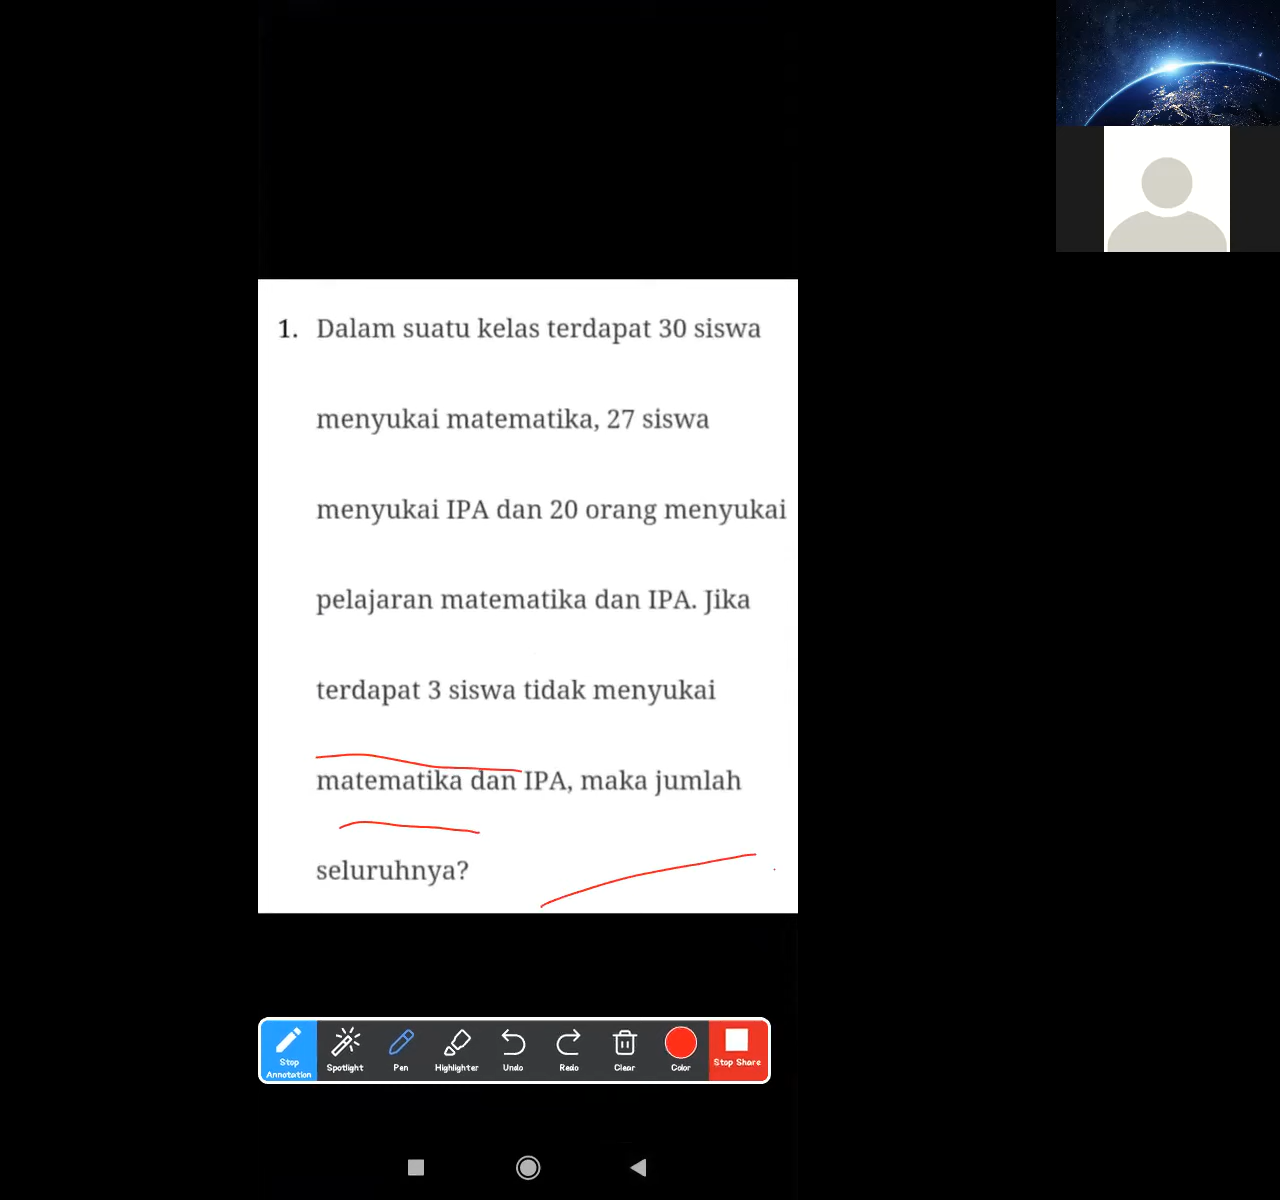 1. Dalam suatu kelas terdapat 30 siswa
menyukai matematika, 27 siswa
menyukai IPA dan 20 orang menyukai
pelajaran matematika dan IPA. Jika
terdapat 3 siswa tidak menyukai
matematika dan IPA, maka jumlah
seluruhnya?
Stop Annotation
Spotlight
Pen
Highlighter
Undo
Redo
Clear
Color
Stop Share